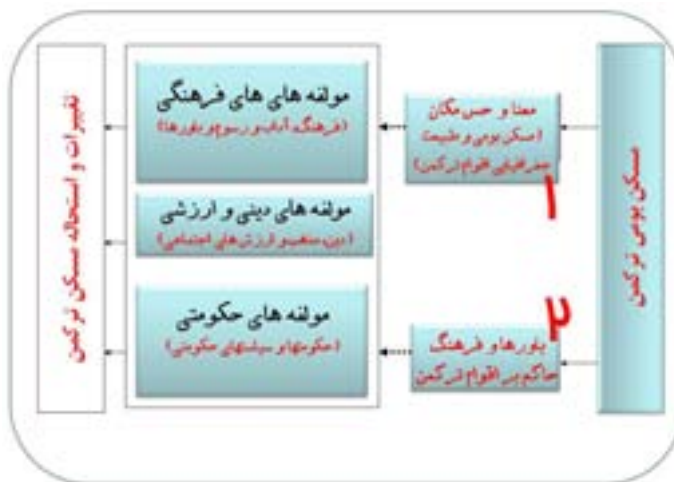 مسکن بومی ترکمن
معنا و حس مکان
(مسکن بومی و طبیعت
جغرافیایی اقوام ترکمن)
۱
۲
باورها و فرهنگ
حاکم بر اقوام ترکمن
مولفه های های فرهنگی
(فرهنگ، آداب و رسوم و باورها)
مولفه های دینی و ارزشی
(دین، مذهب و ارزش های اجتماعی)
مولفه های حکومتی
(حکومتها و سیاستهای حکومتی)
تغییرات و استحاله مسکن ترکمن